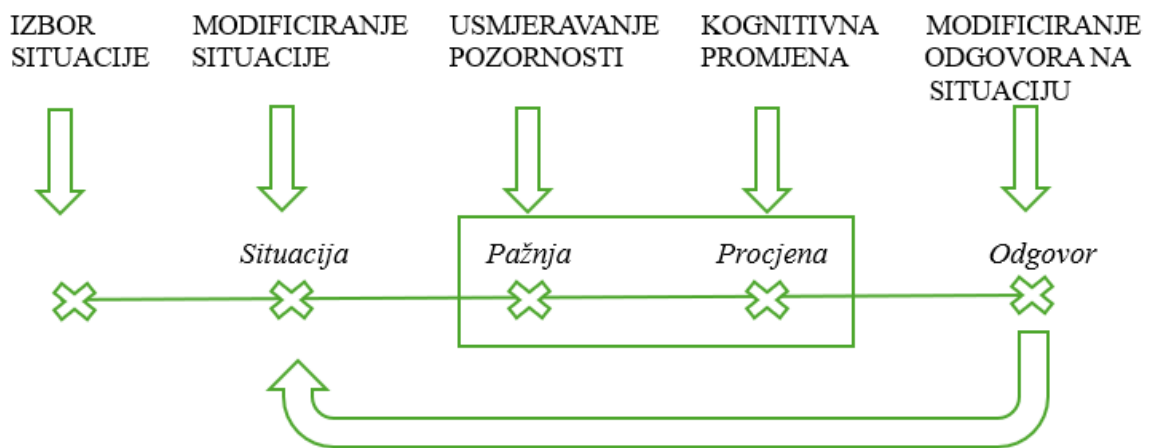 IZBOR
SITUACIJE
MODIFICIRANJE
SITUACIJE
USMJERAVANJE
POZORNOSTI
KOGNITIVNA
PROMJENA
MODIFICIRANJE
ODGOVORA NA
SITUACIJU
Situacija
Pažnja
Procjena
Odgovor